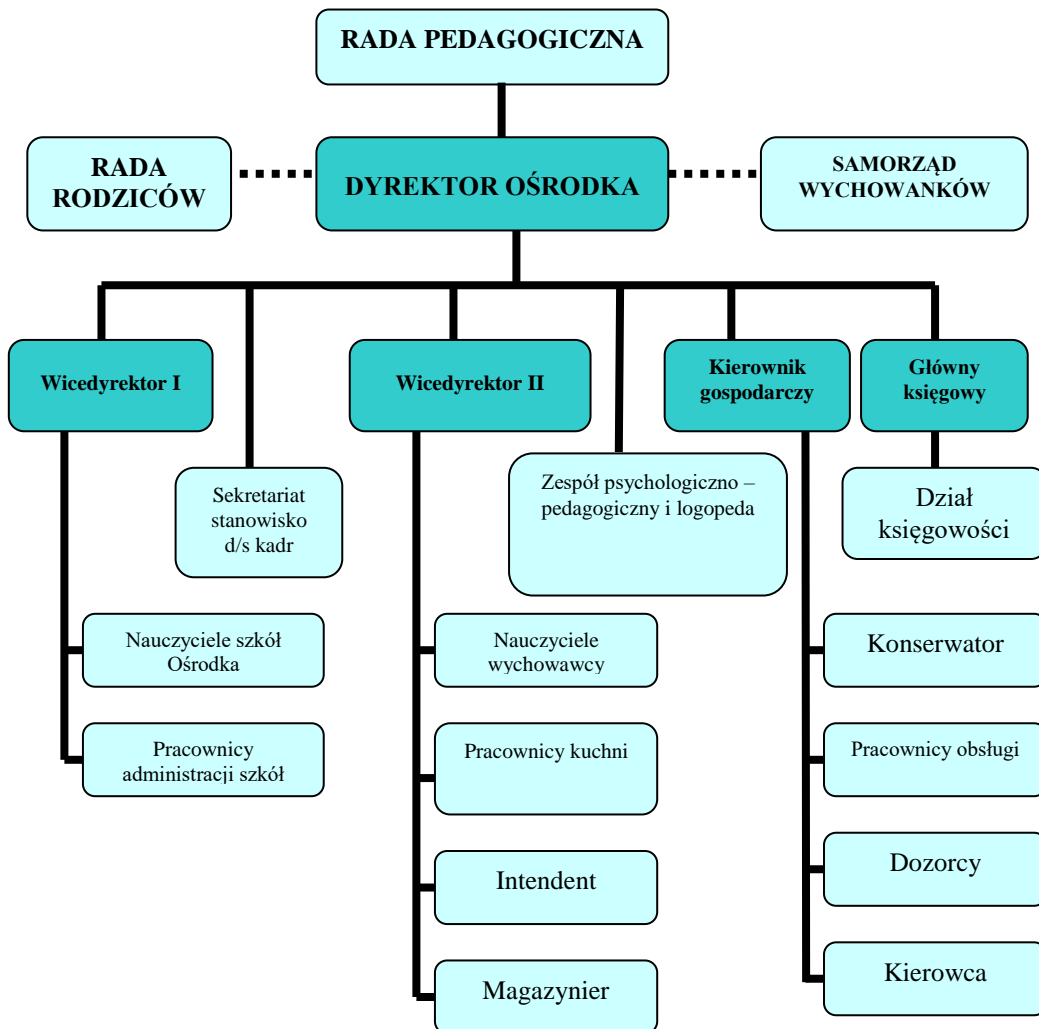 RADA PEDAGOGICZNA
RADA
RODZICÓW
DYREKTOR OŚRODKA
SAMORZĄD
WYCHOWANKÓW
Wicedyrektor I
Wicedyrektor II
Kierownik
gospodarczy
Główny
księgowy
Sekretariat
stanowisko
d/s kadr
Zespół psychologiczno –
pedagogiczny i logopeda
Dział
księgowości
Nauczyciele szkół
Ośrodka
Nauczyciele
wychowawcy
Konserwator
Pracownicy
administracji szkół
Pracownicy kuchni
Pracownicy obsługi
Intendent
Dozorcy
Magazynier
Kierowca